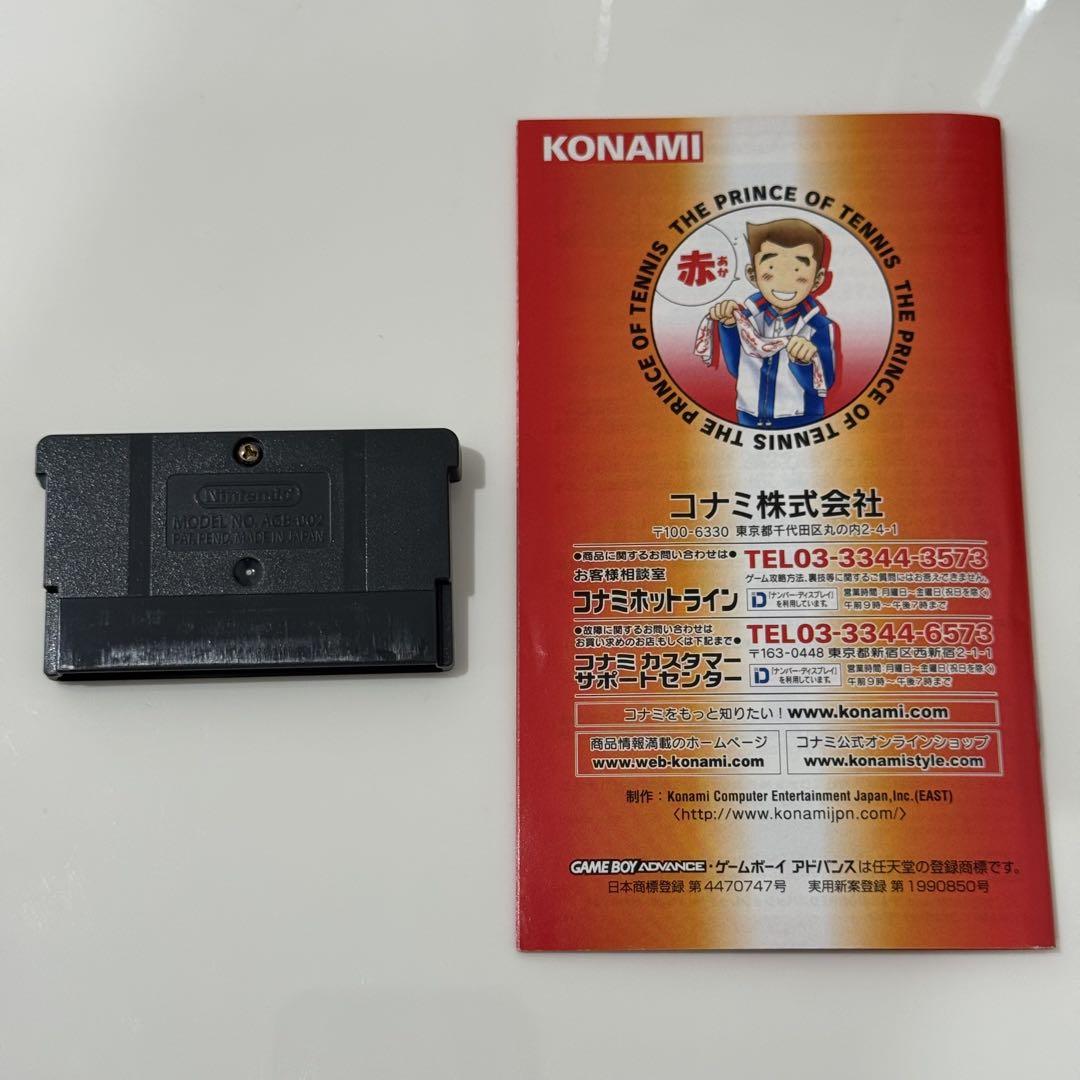 Nintendo
MODEL NO. AGB-002
PAT.PEND MADE IN JAPAN
KONAMI
THE PRINCE OF TENNIS THE PRINCE OF TENNIS THE PRINCE OF TENNIS
赤
あか
コナミ株式会社
〒100-6330 東京都千代田区丸の内2-4-1
●商品に関するお問い合わせは●
お客様相談室
コナミホットライン
TEL03-3344-3573
ゲーム攻略方法、裏技等に関するご質問にはお答えできません。
「ナンバー・ディスプレイ」
を利用しています。
営業時間:月曜日〜金曜日(祝日を除く)
午前9時〜午後7時まで
●故障に関するお問い合わせは
お買い求めのお店、もしくは下記まで●
コナミカスタマー
サポートセンター
TEL03-3344-6573
〒163-0448 東京都新宿区西新宿2-1-1
「ナンバー・ディスプレイ」
を利用しています。
営業時間:月曜日〜金曜日(祝日を除く)
午前9時〜午後7時まで
コナミをもっと知りたい!www.konami.com
商品情報満載のホームページ
www.web-konami.com
コナミ公式オンラインショップ
www.konamistyle.com
制作:Konami Computer Entertainment Japan,Inc.(EAST)
〈http://www.konamijpn.com/〉
GAME BOY ADVANCE・ゲームボーイ アドバンスは任天堂の登録商標です。
日本商標登録 第4470747号 実用新案登録 第1990850号